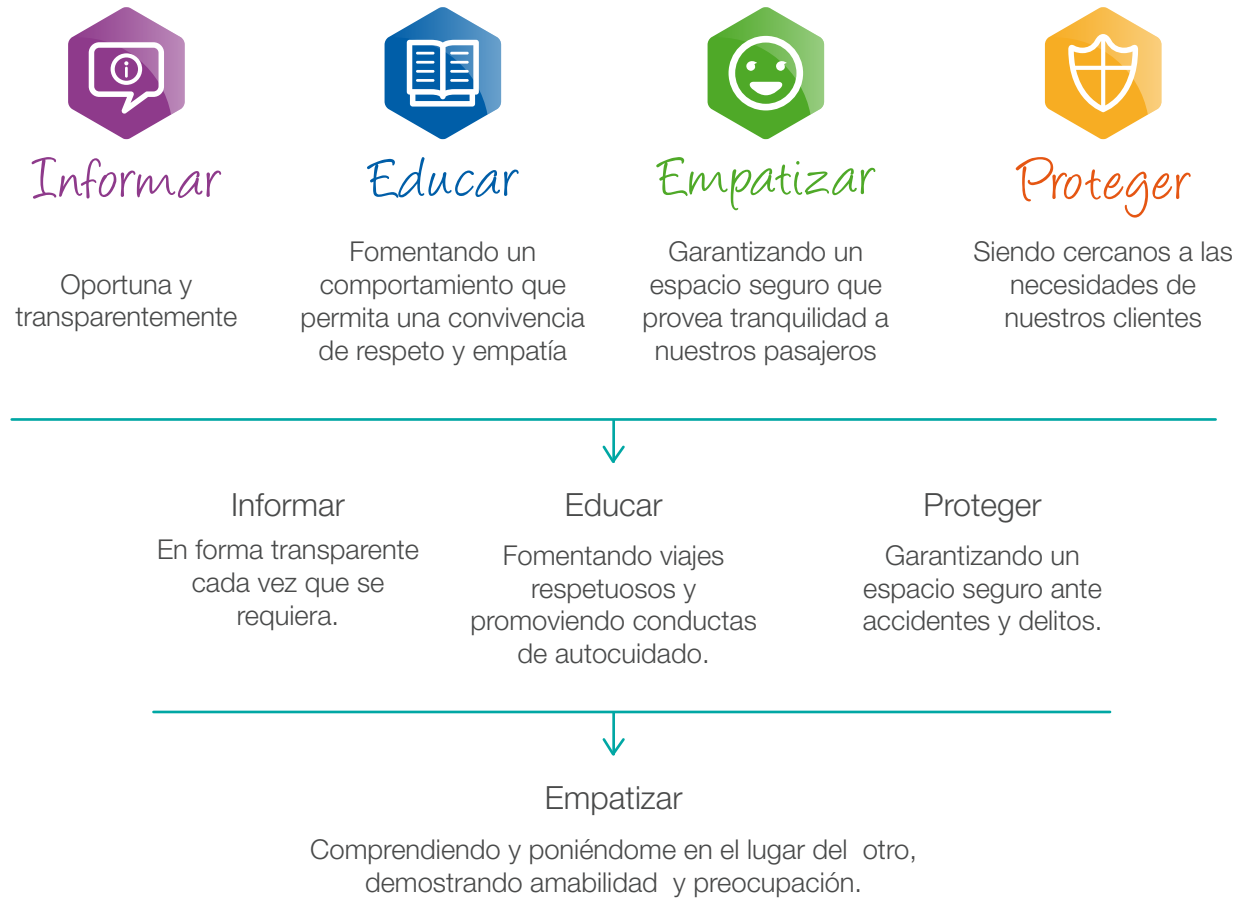 Informar
Oportuna y
transparentemente
Educar
Fomentando un
comportamiento que
permita una convivencia
de respeto y empatía
Empatizar
Garantizando un
espacio seguro que
provea tranquilidad a
nuestros pasajeros
Proteger
Siendo cercanos a las
necesidades de
nuestros clientes
Informar
En forma transparente
cada vez que se
requiera.
Educar
Fomentando viajes
respetuosos y
promoviendo conductas
de autocuidado.
Proteger
Garantizando un
espacio seguro ante
accidentes y delitos.
Empatizar
Comprendiendo y poniéndome en el lugar del otro,
demostrando amabilidad y preocupación.